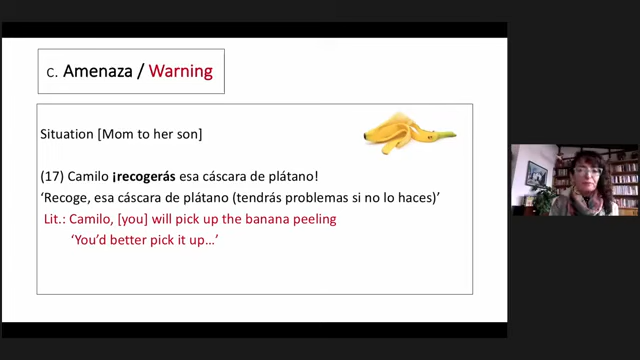 c. Amenaza / Warning
Situation [Mom to her son]
(17) Camilo ¡recogerás esa cáscara de plátano!
‘Recoge, esa cáscara de plátano (tendrás problemas si no lo haces)’
Lit.: Camilo, [you] will pick up the banana peeling
‘You’d better pick it up…’